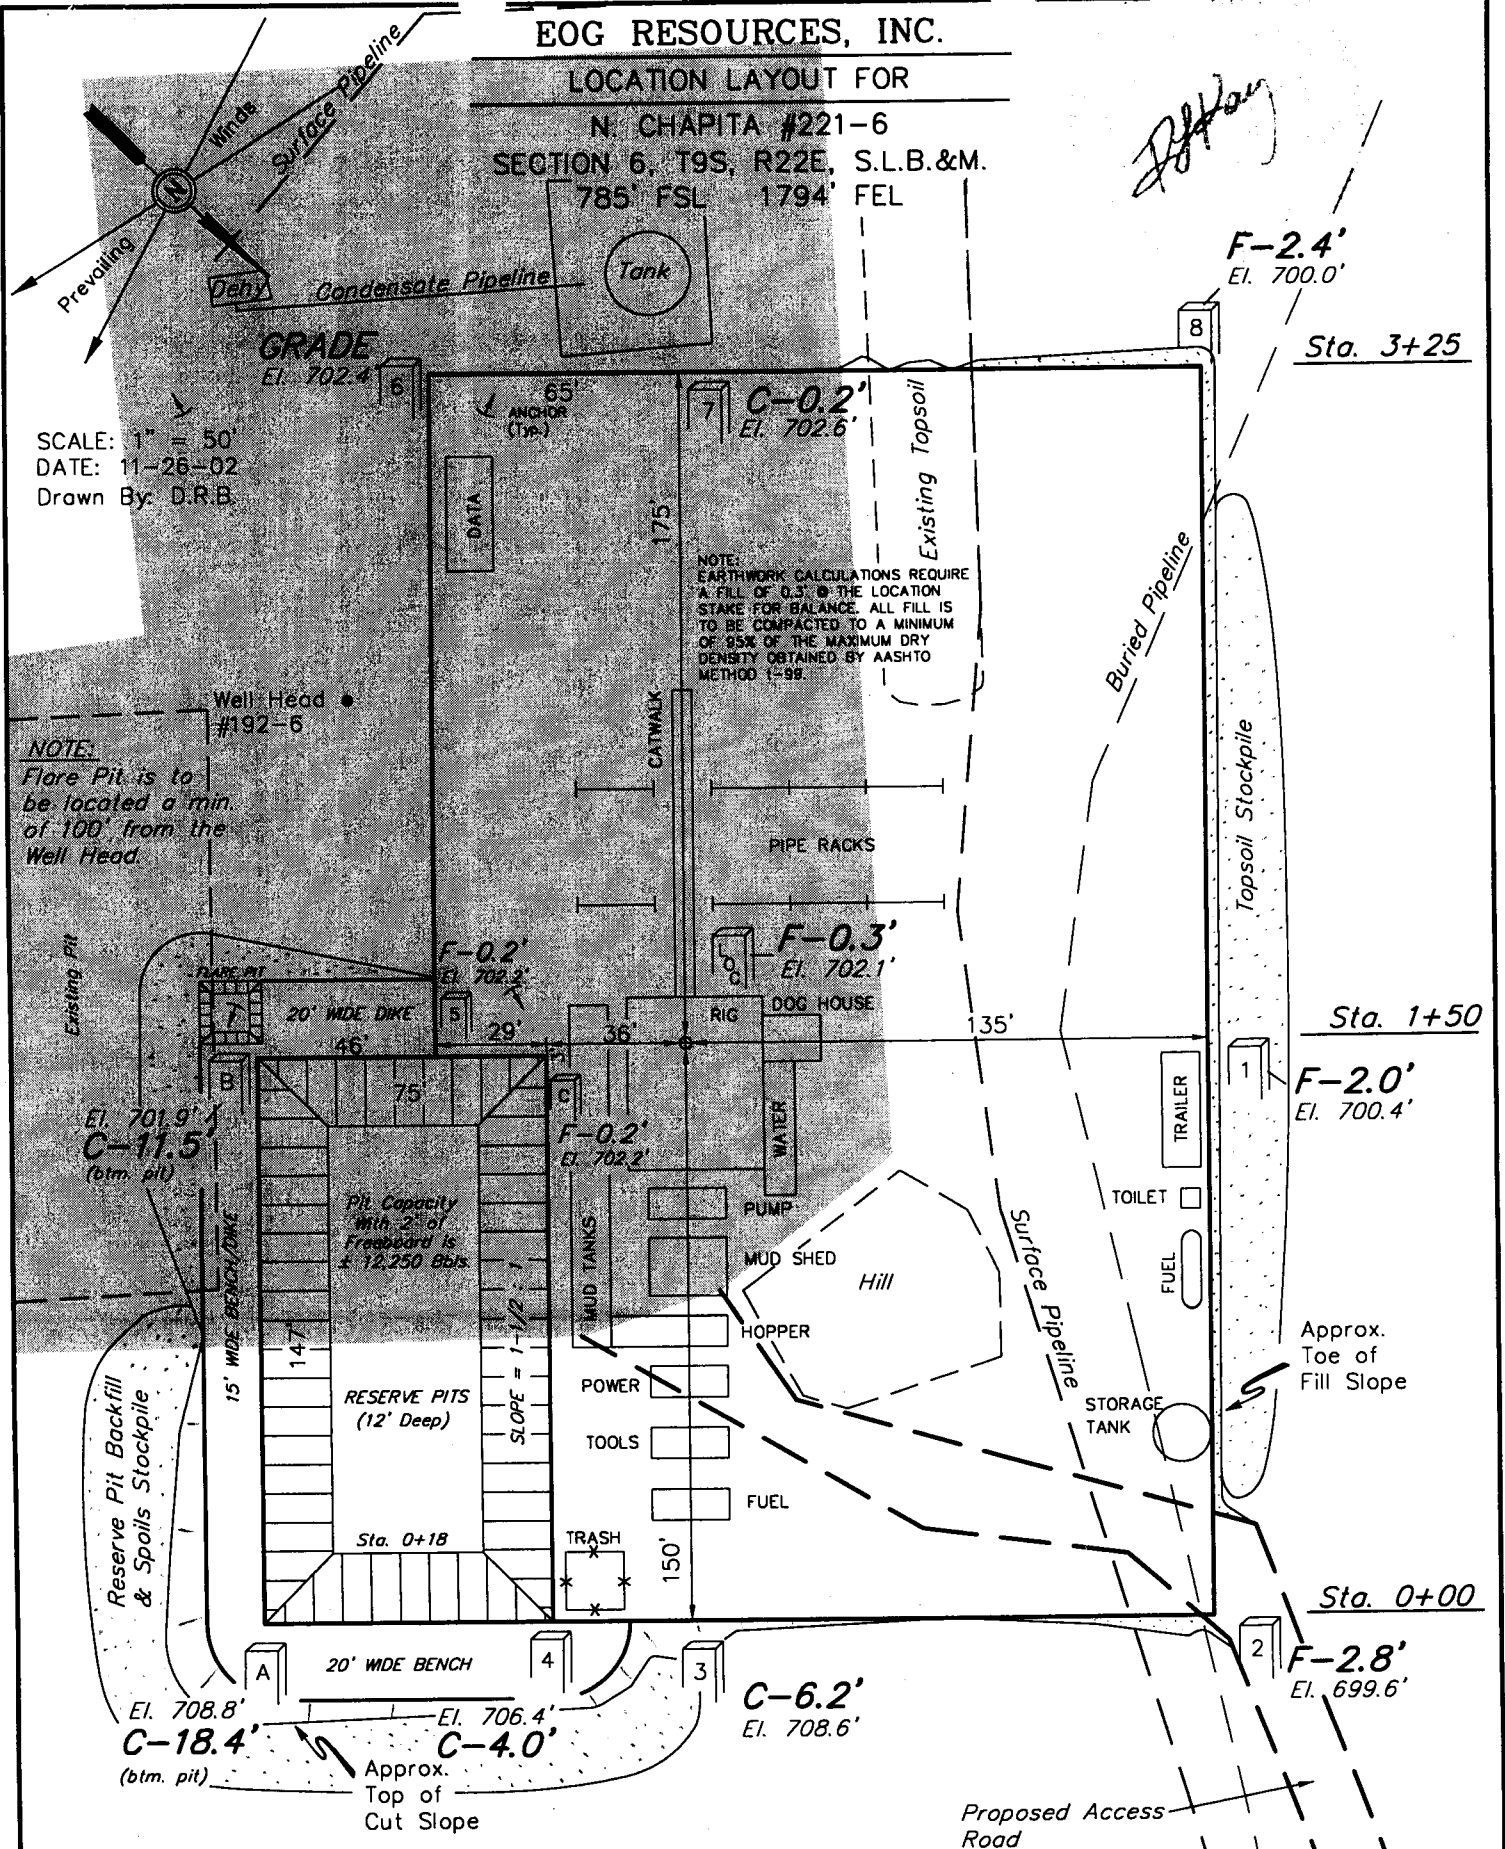 EOG RESOURCES, INC.
LOCATION LAYOUT FOR
N. CHAPITA #221-6
SECTION 6, T9S, R22E, S.L.B.&M.
785' FSL 1794' FEL
Surface Pipeline
Winds
N
Prevailing
Dehy
Condensate Pipeline
Tank
F-2.4'
El. 700.0'
8
Sta. 3+25
GRADE
El. 702.4'
6
65'
ANCHOR
(Typ.)
7
C-0.2'
El. 702.6'
SCALE: 1" = 50'
DATE: 11-26-02
Drawn By: D.R.B.
DATA
175'
Existing Topsoil
NOTE:
EARTHWORK CALCULATIONS REQUIRE
A FILL OF 0.3' @ THE LOCATION
STAKE FOR BALANCE. ALL FILL IS
TO BE COMPACTED TO A MINIMUM
OF 95% OF THE MAXIMUM DRY
DENSITY OBTAINED BY AASHTO
METHOD t-99.
Buried Pipeline
Well Head
#192-6
CATWALK
NOTE:
Flare Pit is to
be located a min.
of 100' from the
Well Head.
PIPE RACKS
Topsoil Stockpile
Existing Pit
FLARE PIT
20' WIDE DIKE
46'
F-0.2'
El. 702.2'
5
29'
36'
LOC
F-0.3'
El. 702.1'
RIG
DOG HOUSE
135'
Sta. 1+50
1
F-2.0'
El. 700.4'
B
El. 701.9'
C-11.5'
(btm. pit)
75
C
F-0.2'
El. 702.2'
WATER
TRAILER
TOILET
FUEL
Pit Capacity
With 2' of
Freeboard is
± 12,250 Bbls.
15' WIDE BENCH/DIKE
147'
SLOPE = 1-1/2 : 1
MUD TANKS
PUMP
MUD SHED
HOPPER
POWER
TOOLS
FUEL
Hill
Surface Pipeline
Approx.
Toe of
Fill Slope
STORAGE
TANK
RESERVE PITS
(12' Deep)
Reserve Pit Backfill
& Spoils Stockpile
Sta. 0+18
TRASH
150'
Sta. 0+00
A
20' WIDE BENCH
4
3
2
F-2.8'
El. 699.6'
El. 708.8'
C-18.4'
(btm. pit)
El. 706.4'
C-4.0'
C-6.2'
El. 708.6'
Approx.
Top of
Cut Slope
Proposed Access
Road